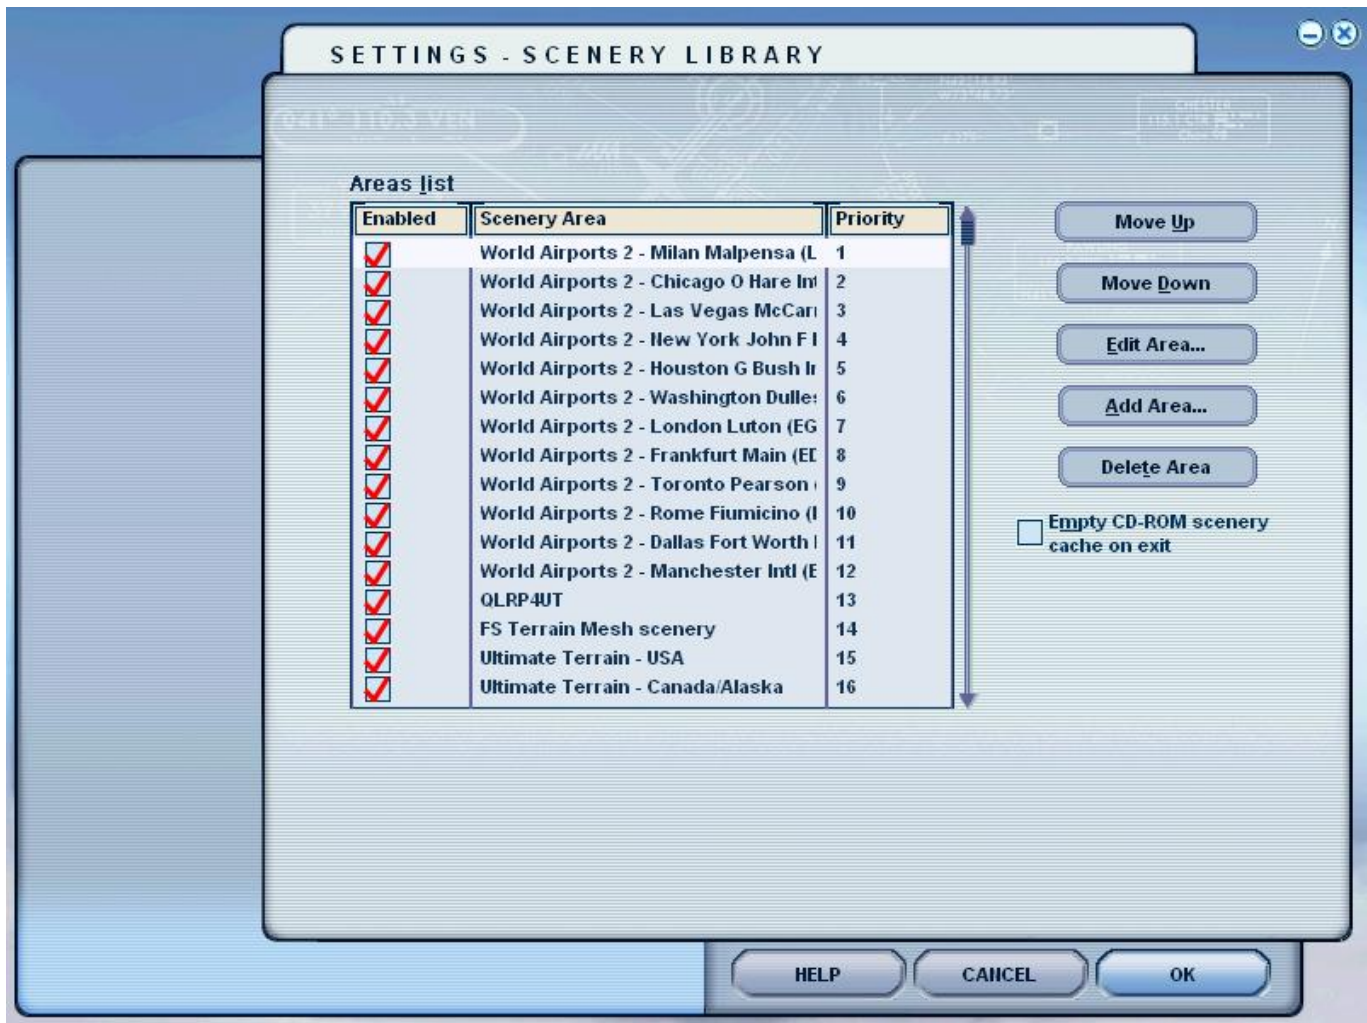 SETTINGS - SCENERY LIBRARY
Areas list
Enabled Scenery Area Priority
World Airports 2 - Milan Malpensa (L 1
World Airports 2 - Chicago O Hare Int 2
World Airports 2 - Las Vegas McCarr 3
World Airports 2 - New York John F 4
World Airports 2 - Houston G Bush Ir 5
World Airports 2 - Washington Dulles 6
World Airports 2 - London Luton (EG 7
World Airports 2 - Frankfurt Main (ED 8
World Airports 2 - Toronto Pearson 9
World Airports 2 - Rome Fiumicino ( 10
World Airports 2 - Dallas Fort Worth 11
World Airports 2 - Manchester Intl (E 12
QLRP4UT 13
FS Terrain Mesh scenery 14
Ultimate Terrain - USA 15
Ultimate Terrain - Canada/Alaska 16
Move Up
Move Down
Edit Area...
Add Area...
Delete Area
Empty CD-ROM scenery
cache on exit
HELP CANCEL OK